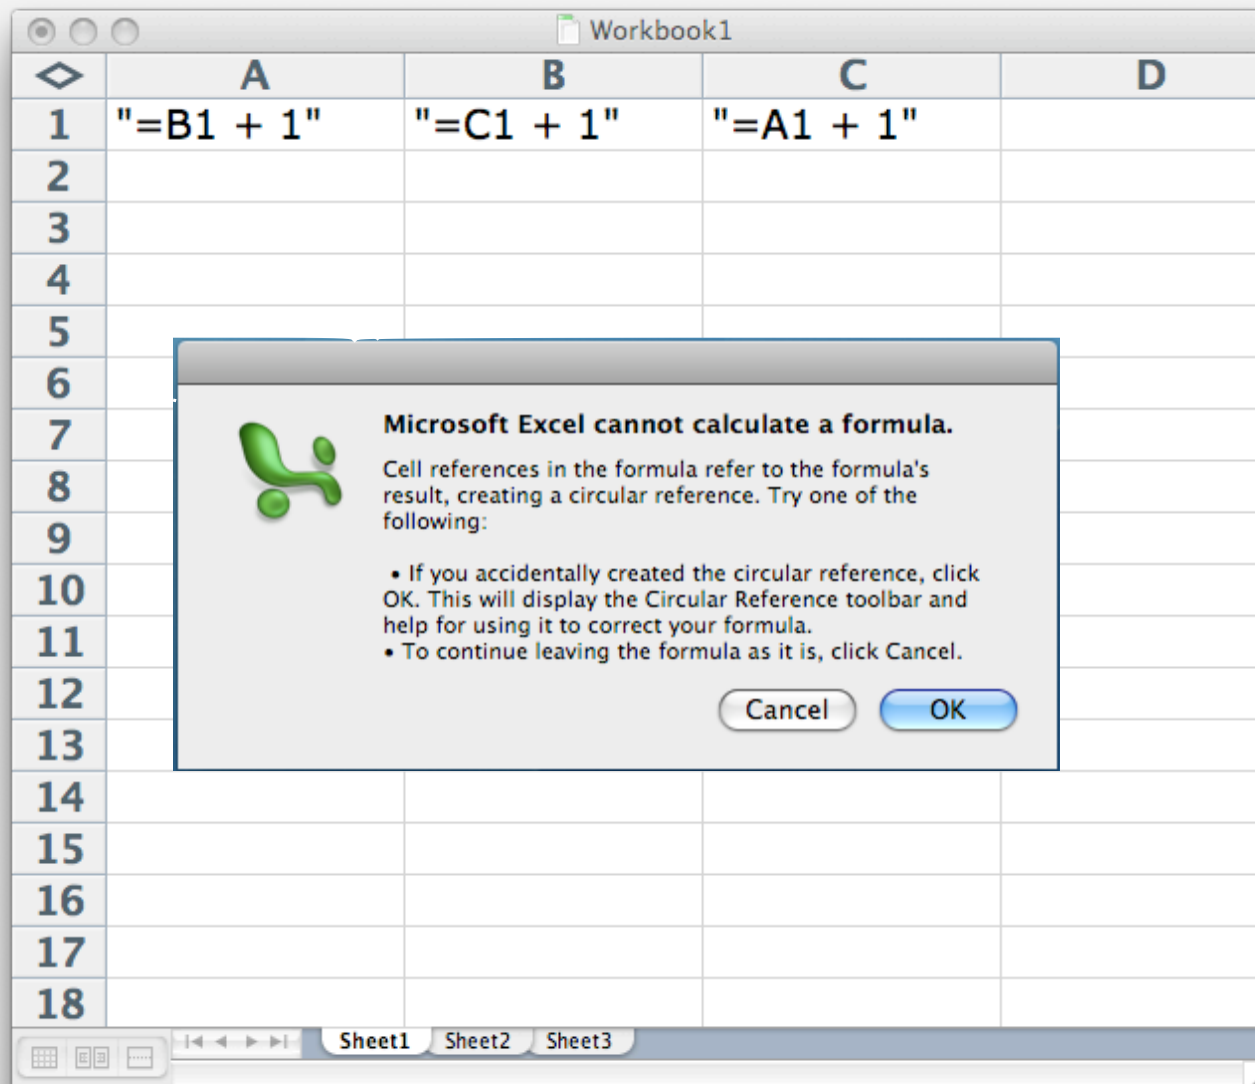 Workbook1
A B C D
1 "=B1 + 1" "=C1 + 1" "=A1 + 1"
2
3
4
5
6
7
8
9
10
11
12
13
14
15
16
17
18
Microsoft Excel cannot calculate a formula.
Cell references in the formula refer to the formula's
result, creating a circular reference. Try one of the
following:
• If you accidentally created the circular reference, click
OK. This will display the Circular Reference toolbar and
help for using it to correct your formula.
• To continue leaving the formula as it is, click Cancel.
Cancel OK
Sheet1 Sheet2 Sheet3